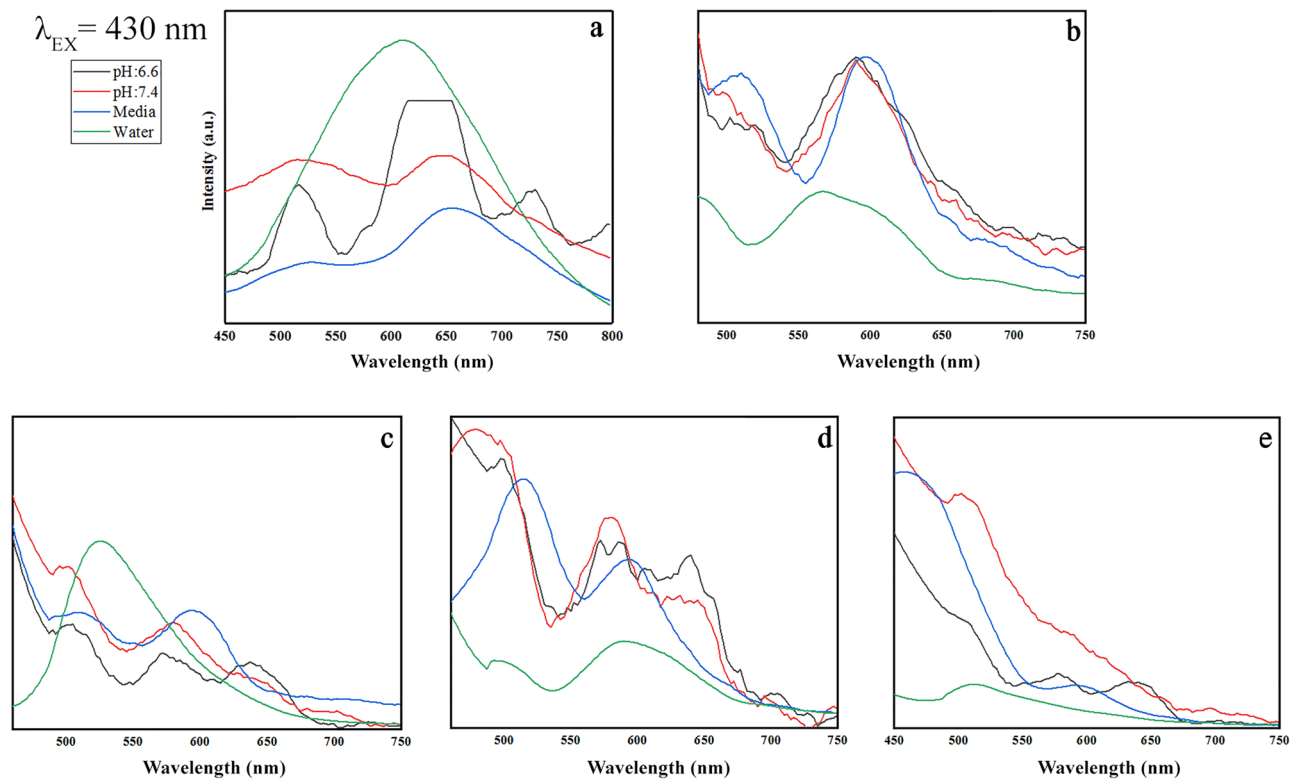 λEX= 430 nm
pH:6.6
pH:7.4
Media
Water
a
Intensity (a.u.)
450 500 550 600 650 700 750 800
Wavelength (nm)
b
500 550 600 650 700 750
Wavelength (nm)
c
500 550 600 650 700 750
Wavelength (nm)
d
500 550 600 650 700 750
Wavelength (nm)
e
450 500 550 600 650 700 750
Wavelength (nm)